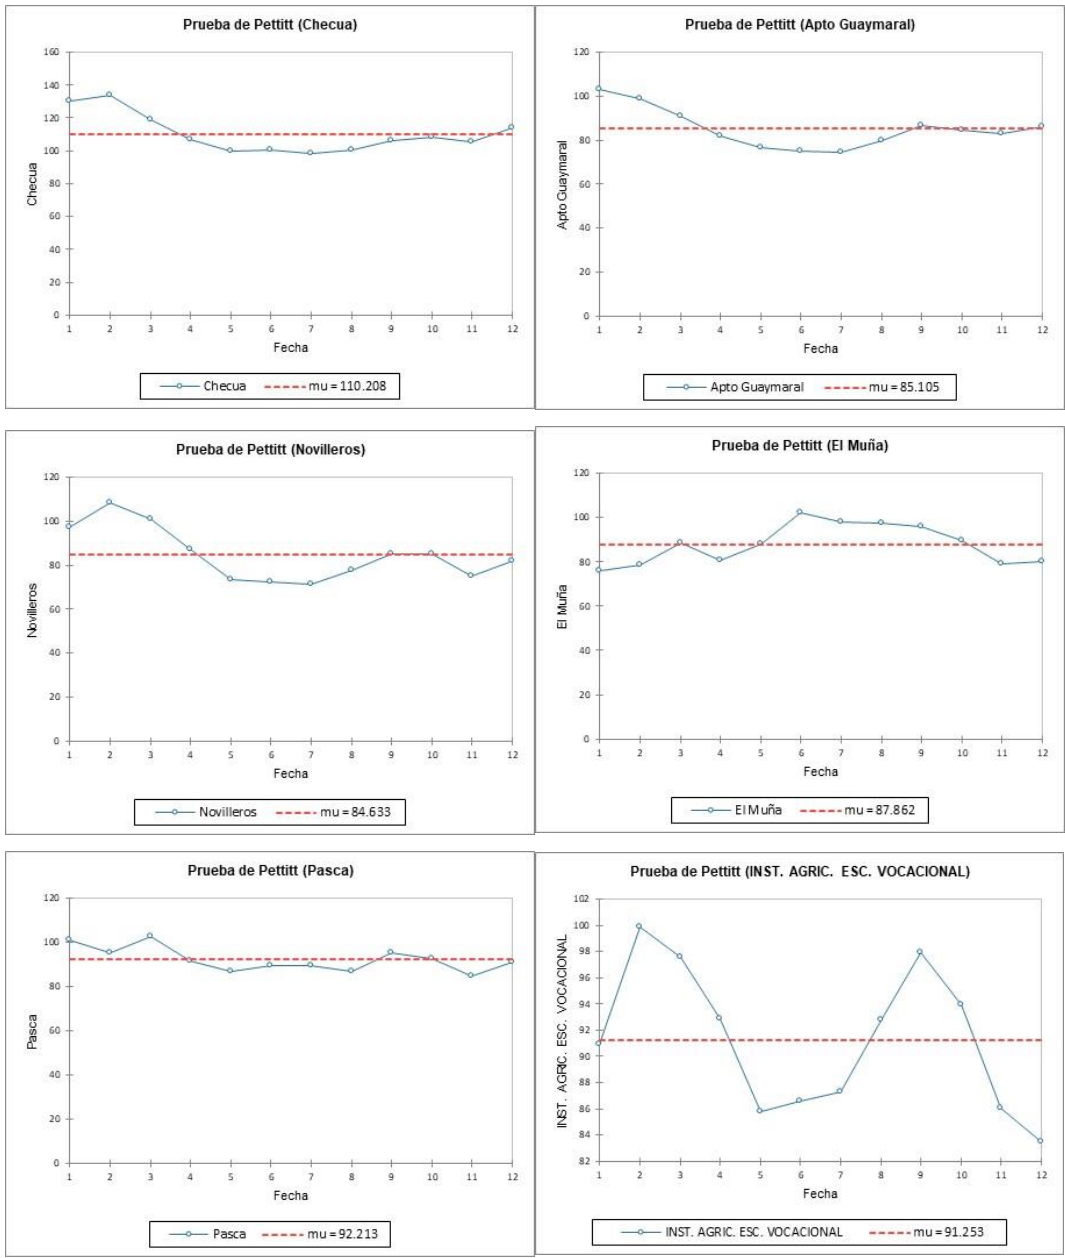 Prueba de Pettitt (Checua)
160
140
120
100
80
60
40
20
0
Checua
1 2 3 4 5 6 7 8 9 10 11 12
Fecha
Checua mu = 110.208
Prueba de Pettitt (Apto Guaymaral)
120
100
80
60
40
20
0
Apto Guaymaral
1 2 3 4 5 6 7 8 9 10 11 12
Fecha
Apto Guaymaral mu = 85.105
Prueba de Pettitt (Novilleros)
120
100
80
60
40
20
0
Novilleros
1 2 3 4 5 6 7 8 9 10 11 12
Fecha
Novilleros mu = 84.633
Prueba de Pettitt (El Muña)
120
100
80
60
40
20
0
El Muña
1 2 3 4 5 6 7 8 9 10 11 12
Fecha
El Muña mu = 87.862
Prueba de Pettitt (Pasca)
120
100
80
60
40
20
0
Pasca
1 2 3 4 5 6 7 8 9 10 11 12
Fecha
Pasca mu = 92.213
Prueba de Pettitt (INST. AGRIC. ESC. VOCACIONAL)
102
100
98
96
94
92
90
88
86
84
82
INST. AGRIC. ESC. VOCACIONAL
1 2 3 4 5 6 7 8 9 10 11 12
Fecha
INST. AGRIC. ESC. VOCACIONAL mu = 91.253